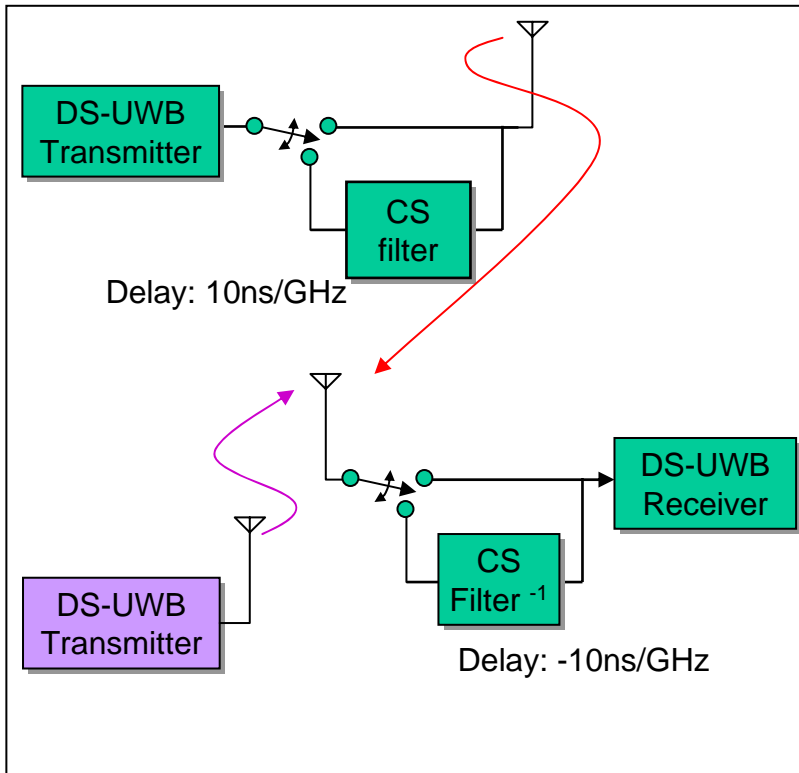 DS-UWB
Transmitter
CS
filter
Delay: 10ns/GHz
DS-UWB
Receiver
CS
Filter -1
DS-UWB
Transmitter
Delay: -10ns/GHz